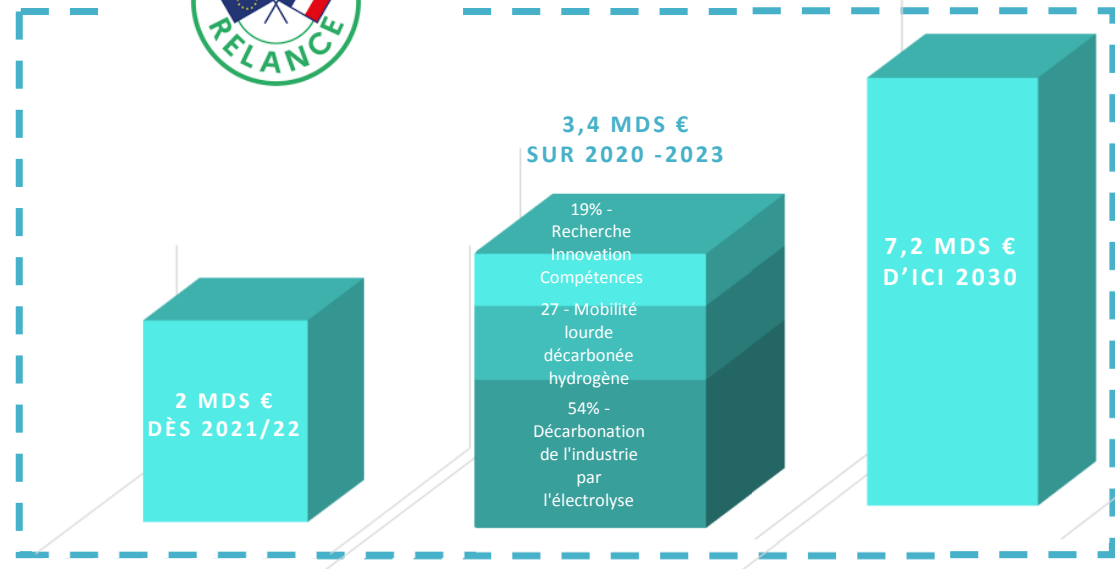 RELANCE
3,4 MDS €
SUR 2020 -2023
19% -
Recherche
Innovation
Compétences
27 - Mobilité
lourde
décarbonée
hydrogène
54% -
Décarbonation
de l'industrie
par
l'électrolyse
2 MDS €
DÈS 2021/22
7,2 MDS €
D’ICI 2030